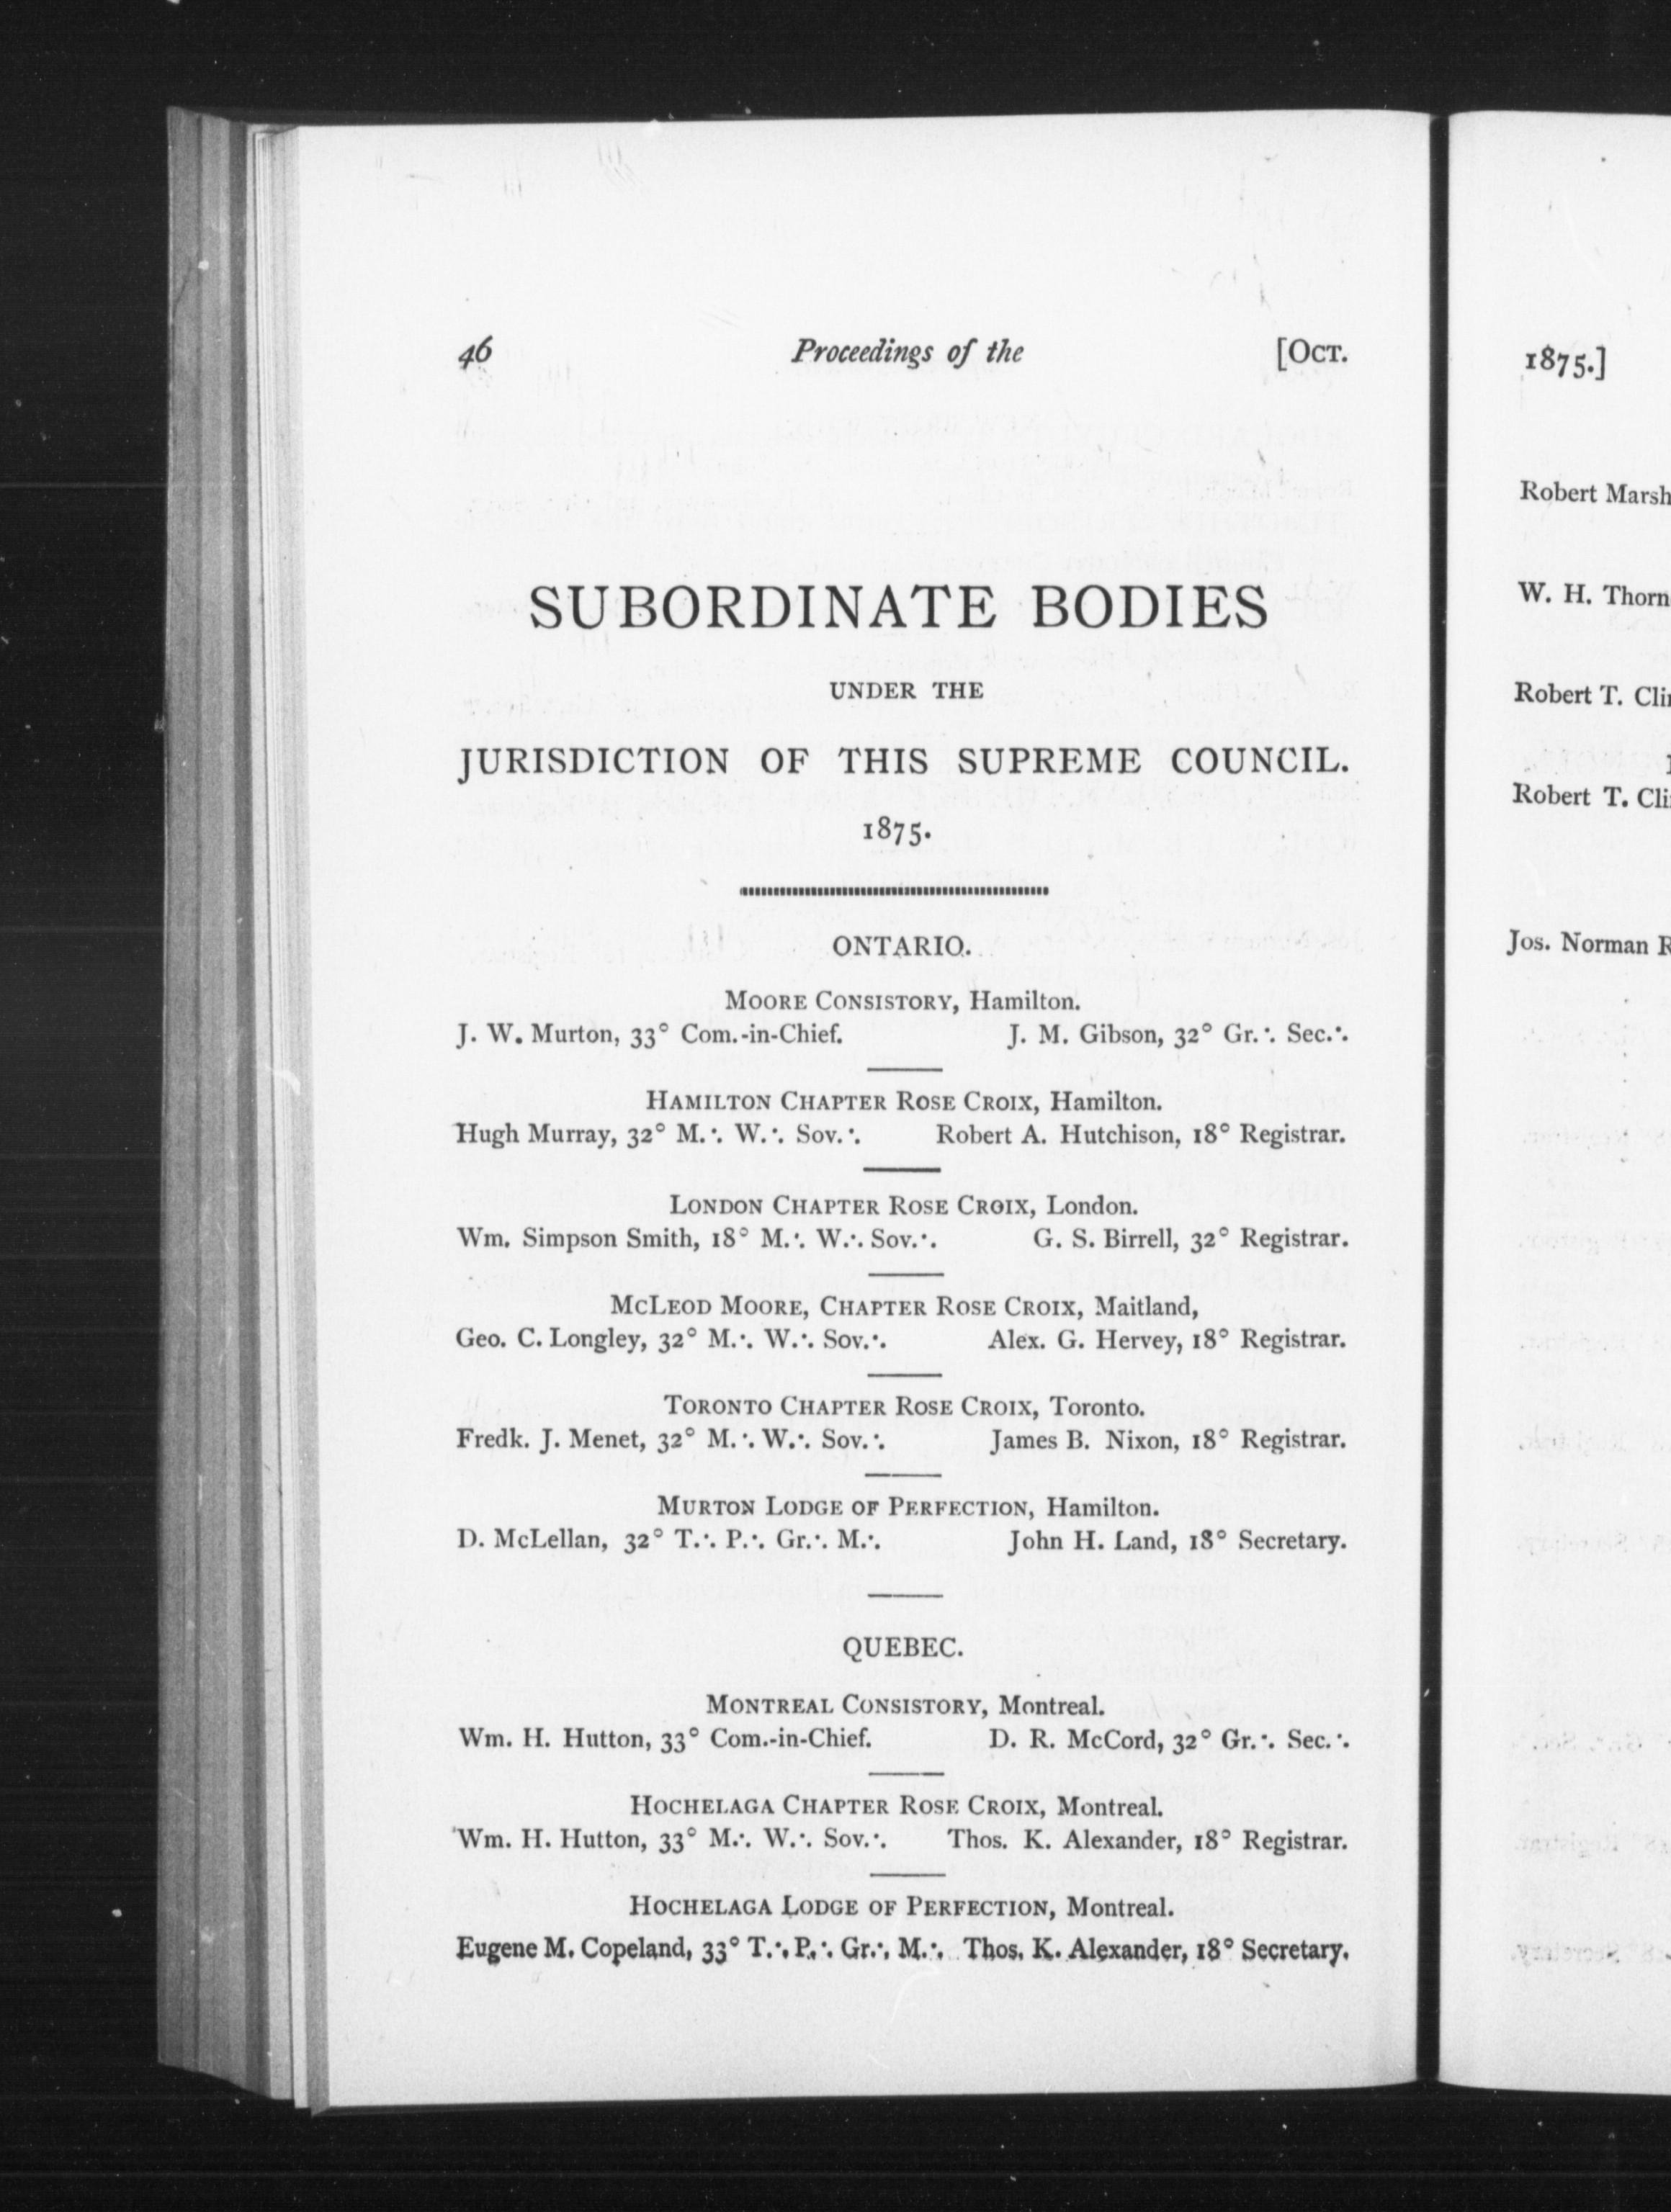 46 Proceedings of the [OCT.
SUBORDINATE BODIES
UNDER THE
JURISDICTION OF THIS SUPREME COUNCIL.
1875.
ONTARIO.
MOORE CONSISTORY, Hamilton.
J. W. Murton, 33° Com.-in-Chief. J. M. Gibson, 32° Gr.∴ Sec.∴
HAMILTON CHAPTER ROSE CROIX, Hamilton.
Hugh Murray, 32° M.∴ W.∴ Sov.∴ Robert A. Hutchison, 18° Registrar.
LONDON CHAPTER ROSE CROIX, London.
Wm. Simpson Smith, 18° M.∴ W.∴ Sov.∴ G. S. Birrell, 32° Registrar.
MCLEOD MOORE, CHAPTER ROSE CROIX, Maitland,
Geo. C. Longley, 32° M.∴ W.∴ Sov.∴ Alex. G. Hervey, 18° Registrar.
TORONTO CHAPTER ROSE CROIX, Toronto.
Fredk. J. Menet, 32° M.∴ W.∴ Sov.∴ James B. Nixon, 18° Registrar.
MURTON LODGE OF PERFECTION, Hamilton.
D. McLellan, 32° T.∴ P.∴ Gr.∴ M.∴ John H. Land, 18° Secretary.
QUEBEC.
MONTREAL CONSISTORY, Montreal.
Wm. H. Hutton, 33° Com.-in-Chief. D. R. McCord, 32° Gr.∴ Sec.∴
HOCHELAGA CHAPTER ROSE CROIX, Montreal.
Wm. H. Hutton, 33° M.∴ W.∴ Sov.∴ Thos. K. Alexander, 18° Registrar.
HOCHELAGA LODGE OF PERFECTION, Montreal.
Eugene M. Copeland, 33° T.∴ P.∴ Gr.∴ M.∴ Thos. K. Alexander, 18° Secretary.
1875.]
Robert
W. H.
Robert T.
Robert T.
Jos. Norman